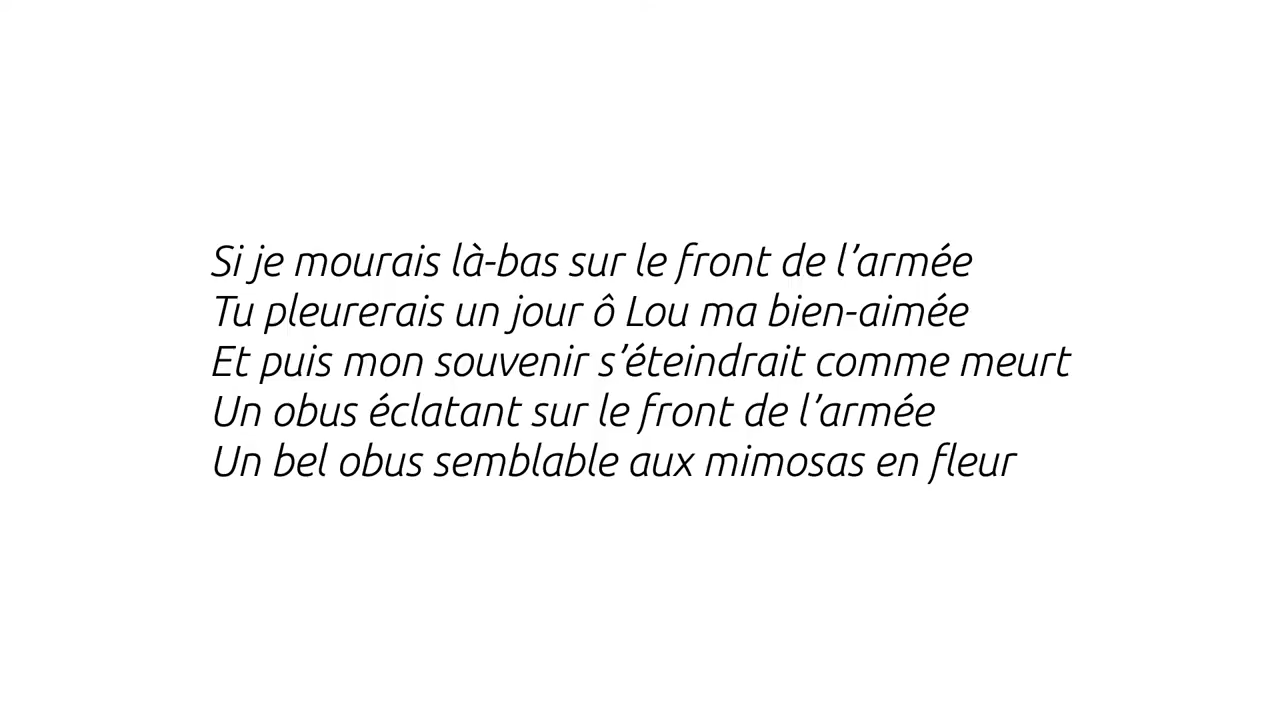 Si je mourais là-bas sur le front de l’armée
Tu pleurerais un jour ô Lou ma bien-aimée
Et puis mon souvenir s’éteindrait comme meurt
Un obus éclatant sur le front de l’armée
Un bel obus semblable aux mimosas en fleur